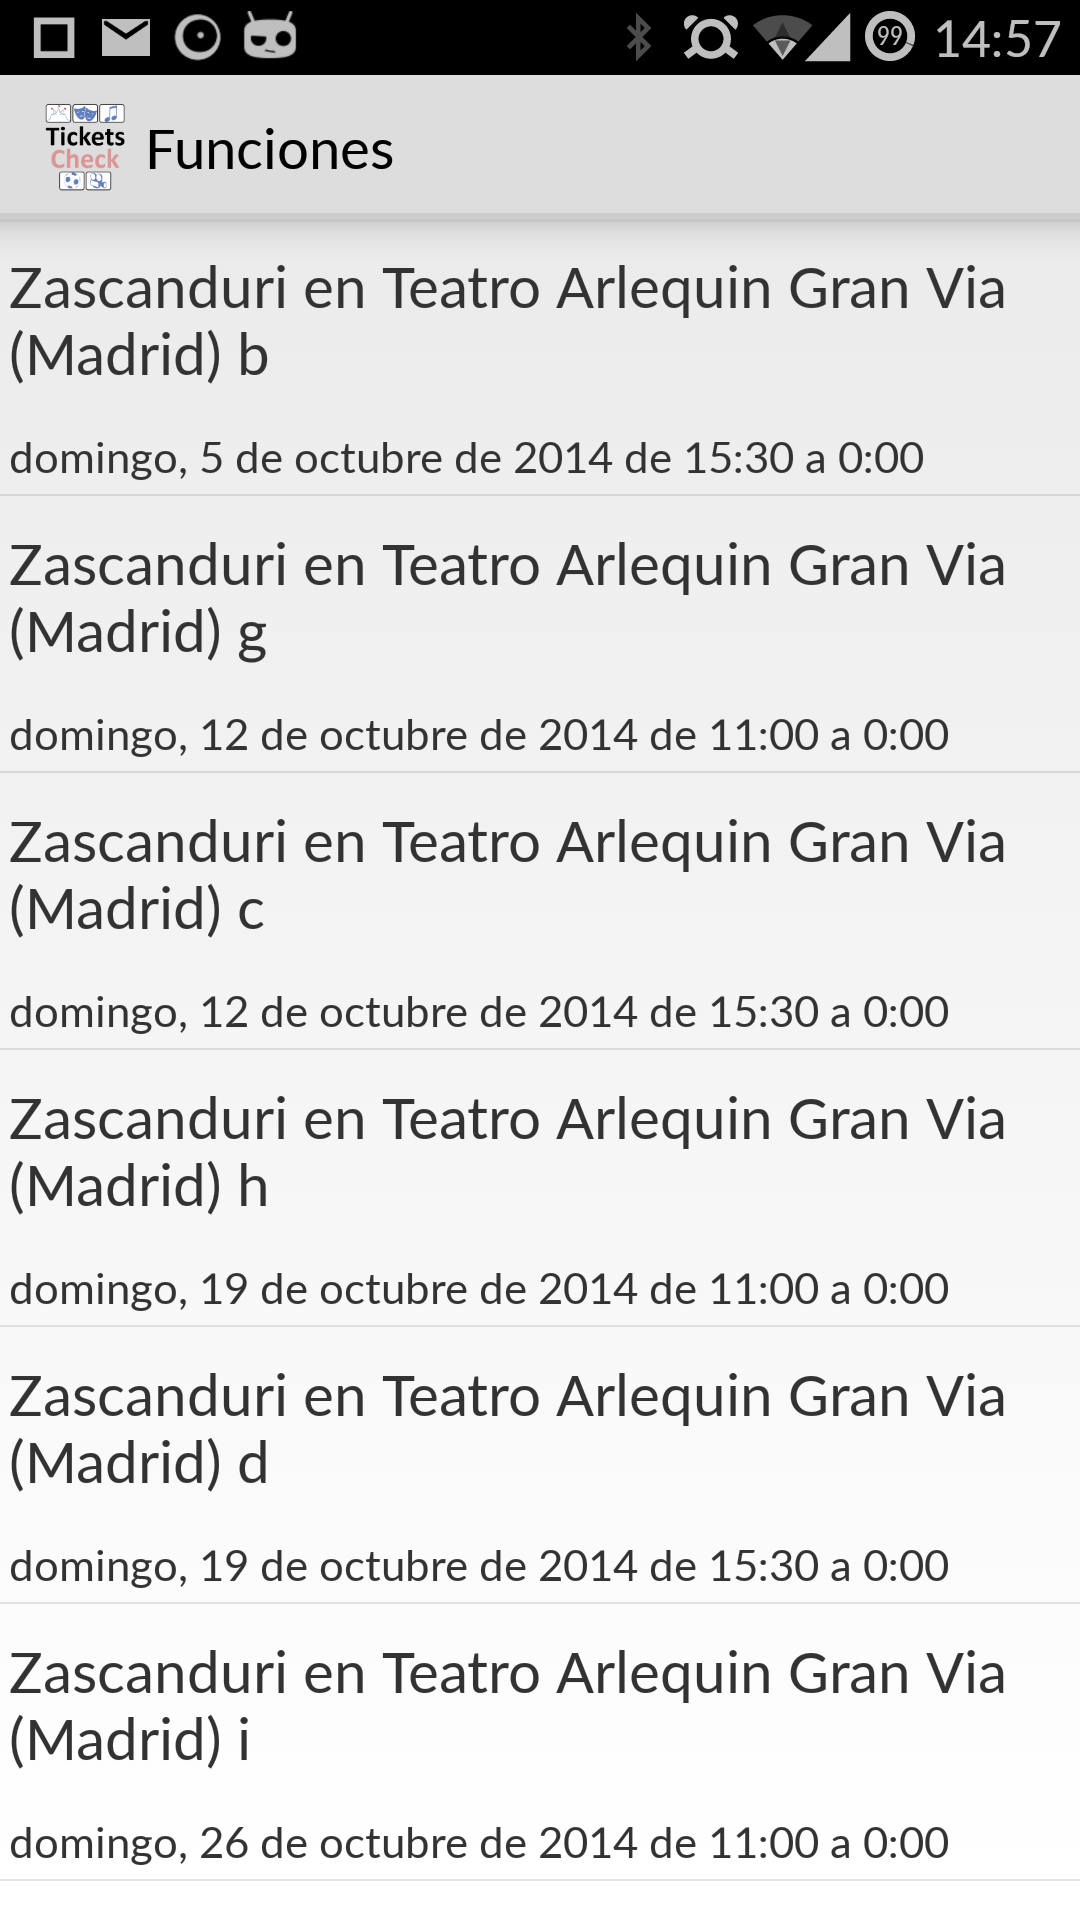 99 14:57
Tickets
Check
Funciones
Zascanduri en Teatro Arlequin Gran Via
(Madrid) b
domingo, 5 de octubre de 2014 de 15:30 a 0:00
Zascanduri en Teatro Arlequin Gran Via
(Madrid) g
domingo, 12 de octubre de 2014 de 11:00 a 0:00
Zascanduri en Teatro Arlequin Gran Via
(Madrid) c
domingo, 12 de octubre de 2014 de 15:30 a 0:00
Zascanduri en Teatro Arlequin Gran Via
(Madrid) h
domingo, 19 de octubre de 2014 de 11:00 a 0:00
Zascanduri en Teatro Arlequin Gran Via
(Madrid) d
domingo, 19 de octubre de 2014 de 15:30 a 0:00
Zascanduri en Teatro Arlequin Gran Via
(Madrid) i
domingo, 26 de octubre de 2014 de 11:00 a 0:00